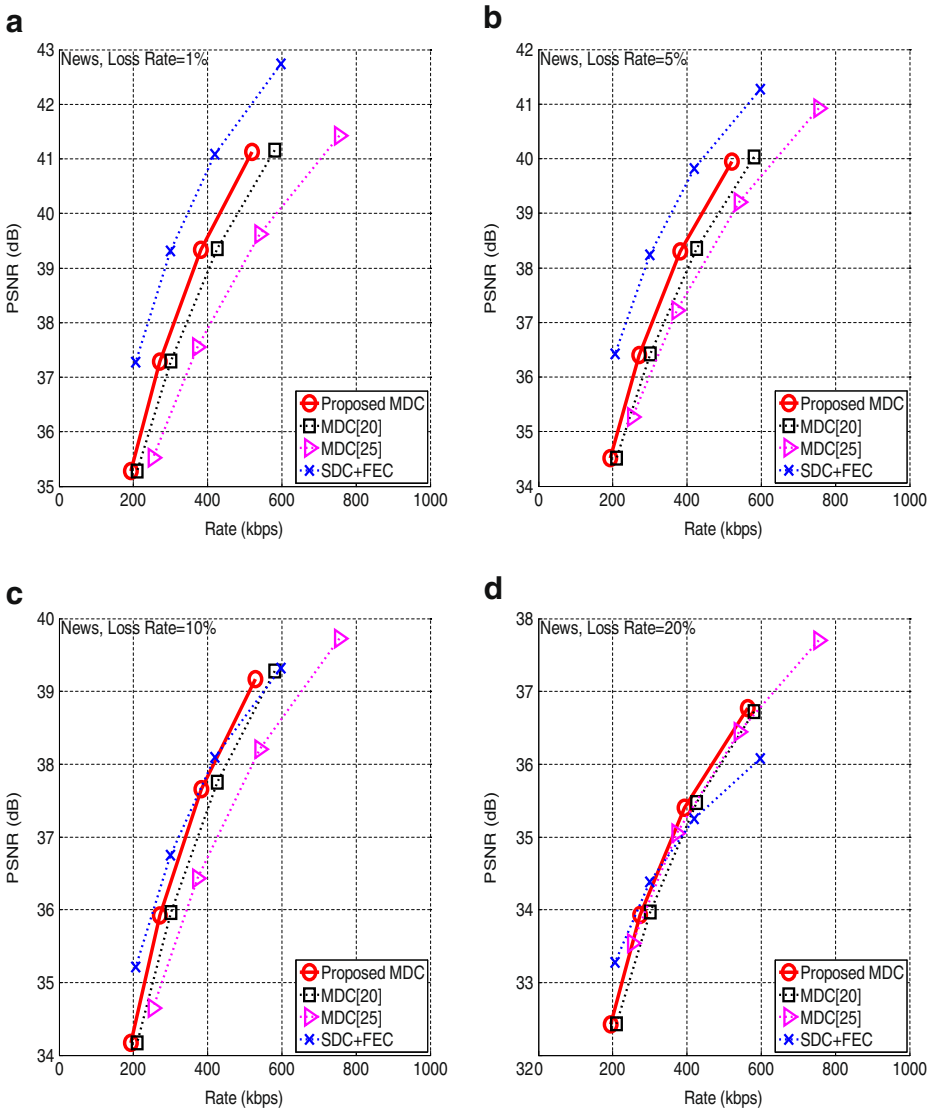 a
43
42
41
40
39
38
37
36
35
PSNR (dB)
News, Loss Rate=1%
Proposed MDC
MDC[20]
MDC[25]
SDC+FEC
0 200 400 600 800 1000
Rate (kbps)
b
42
41
40
39
38
37
36
35
34
PSNR (dB)
News, Loss Rate=5%
Proposed MDC
MDC[20]
MDC[25]
SDC+FEC
20 200 400 600 800 1000
Rate (kbps)
c
40
39
38
37
36
35
34
PSNR (dB)
News, Loss Rate=10%
Proposed MDC
MDC[20]
MDC[25]
SDC+FEC
0 200 400 600 800 1000
Rate (kbps)
d
38
37
36
35
33
33
PSNR (dB)
News, Loss Rate=20%
Proposed MDC
MDC[20]
MDC[25]
SDC+FEC
320 200 400 600 800 1000
Rate (kbps)